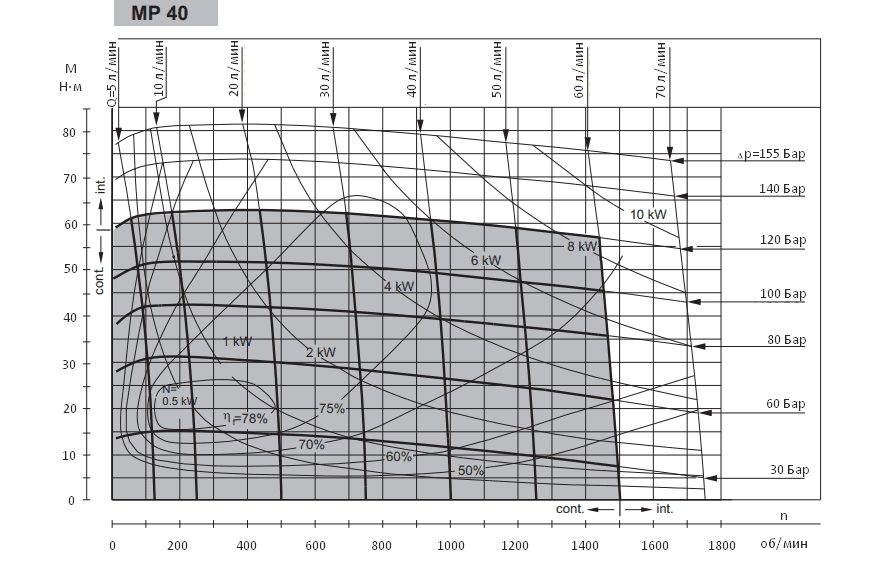 MP 40
M
Н·м
Q=5 л/мин
10 л/мин
20 л/мин
30 л/мин
40 л/мин
50 л/мин
60 л/мин
70 л/мин
80
70
60
50
40
30
20
10
0
int.
cont.
Δp=155 Бар
140 Бар
120 Бар
100 Бар
80 Бар
60 Бар
30 Бар
10 kW
8 kW
6 kW
4 kW
2 kW
1 kW
N=
0.5 kW
ηt=78%
75%
70%
60%
50%
cont.
int.
n
0 200 400 600 800 1000 1200 1400 1600 1800 об/мин